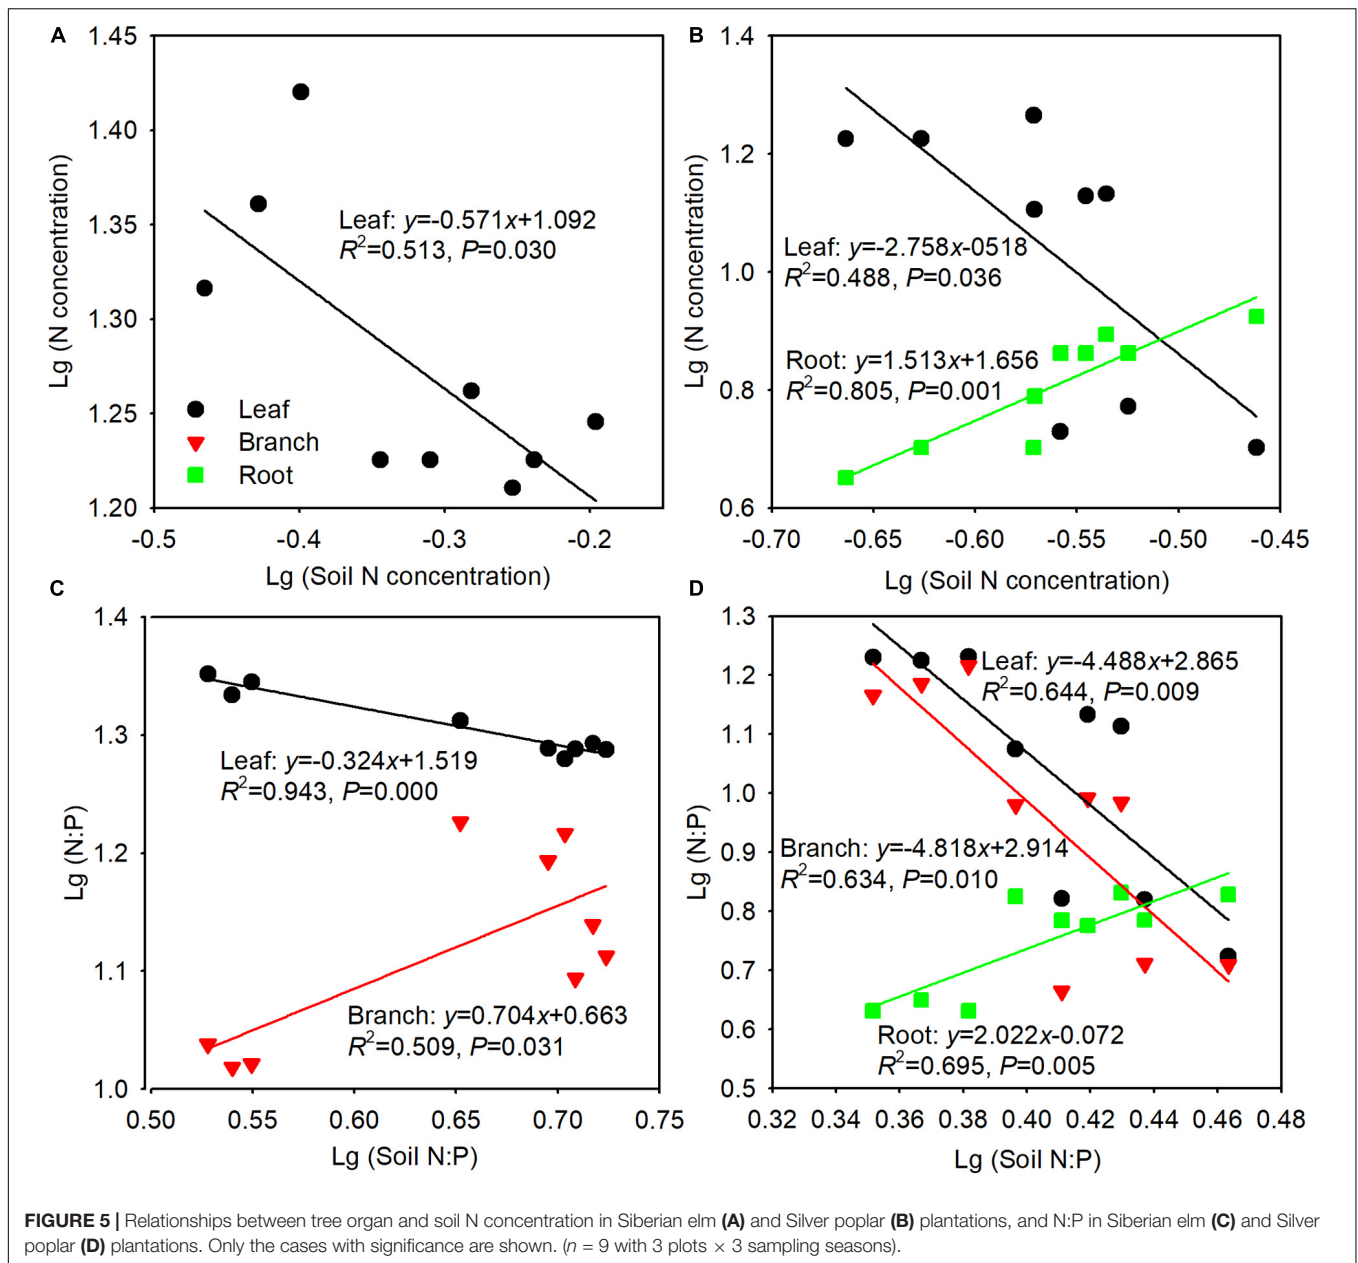 A
1.45
1.40
1.35
1.30
1.25
1.20
Lg (N concentration)
Leaf: y=-0.571x+1.092
R²=0.513, P=0.030
Leaf
Branch
Root
-0.5 -0.4 -0.3 -0.2
Lg (Soil N concentration)
B
1.4
1.2
1.0
0.8
0.6
Lg (N concentration)
Leaf: y=-2.758x-0518
R²=0.488, P=0.036
Root: y=1.513x+1.656
R²=0.805, P=0.001
-0.70 -0.65 -0.60 -0.55 -0.50 -0.45
Lg (Soil N concentration)
C
1.4
1.3
1.2
1.1
1.0
Lg (N:P)
Leaf: y=-0.324x+1.519
R²=0.943, P=0.000
Branch: y=0.704x+0.663
R²=0.509, P=0.031
0.50 0.55 0.60 0.65 0.70 0.75
Lg (Soil N:P)
D
1.3
1.2
1.1
1.0
0.9
0.8
0.7
0.6
0.5
Lg (N:P)
Leaf: y=-4.488x+2.865
R²=0.644, P=0.009
Branch: y=-4.818x+2.914
R²=0.634, P=0.010
Root: y=2.022x-0.072
R²=0.695, P=0.005
0.32 0.34 0.36 0.38 0.40 0.42 0.44 0.46 0.48
Lg (Soil N:P)
FIGURE 5 | Relationships between tree organ and soil N concentration in Siberian elm (A) and Silver poplar (B) plantations, and N:P in Siberian elm (C) and Silver
poplar (D) plantations. Only the cases with significance are shown. (n = 9 with 3 plots × 3 sampling seasons).